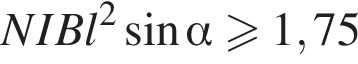 NIBl² sin α ⩾ 1,75